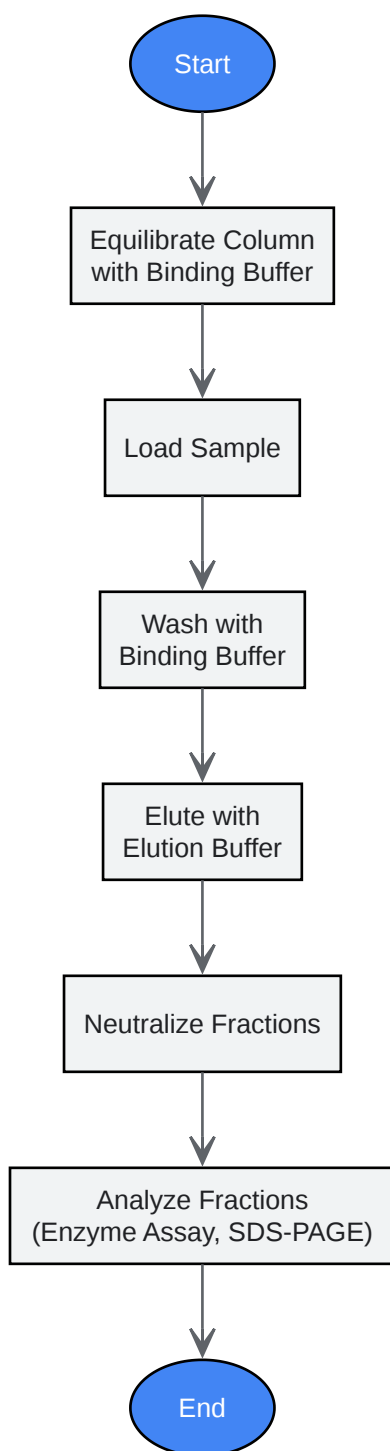 Start
Equilibrate Column
with Binding Buffer
Load Sample
Wash with
Binding Buffer
Elute with
Elution Buffer
Neutralize Fractions
Analyze Fractions
(Enzyme Assay, SDS-PAGE)
End